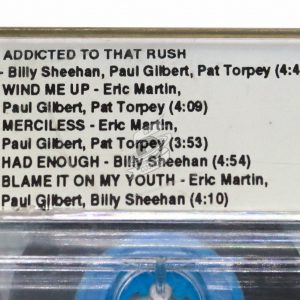 ADDICTED TO THAT RUSH
- Billy Sheehan, Paul Gilbert, Pat Torpey (4:4
WIND ME UP - Eric Martin,
Paul Gilbert, Pat Torpey (4:09)
MERCILESS - Eric Martin,
Paul Gilbert, Pat Torpey (3:53)
HAD ENOUGH - Billy Sheehan (4:54)
BLAME IT ON MY YOUTH - Eric Martin,
Paul Gilbert, Billy Sheehan (4:10)